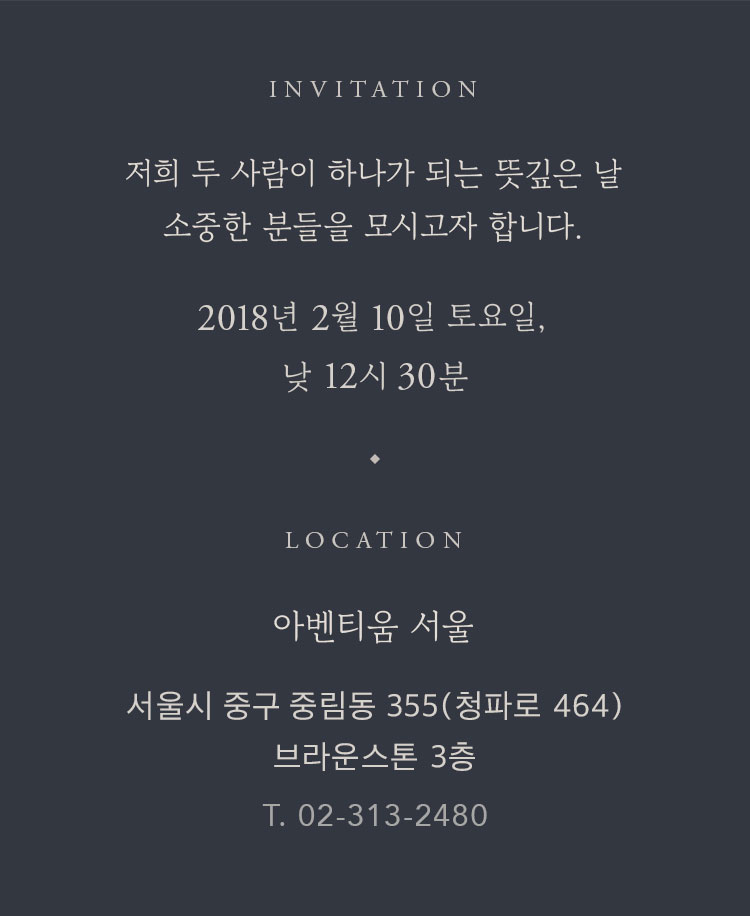 INVITATION
저희 두 사람이 하나가 되는 뜻깊은 날
소중한 분들을 모시고자 합니다.
2018년 2월 10일 토요일,
낮 12시 30분
LOCATION
아벤티움 서울
서울시 중구 중림동 355(청파로 464)
브라운스톤 3층
T. 02-313-2480